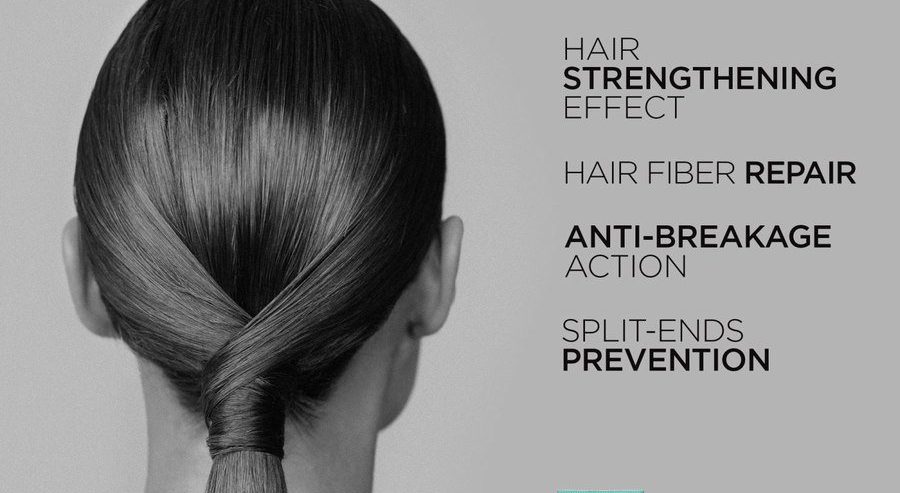 HAIR
STRENGTHENING
EFFECT
HAIR FIBER REPAIR
ANTI-BREAKAGE
ACTION
SPLIT-ENDS
PREVENTION